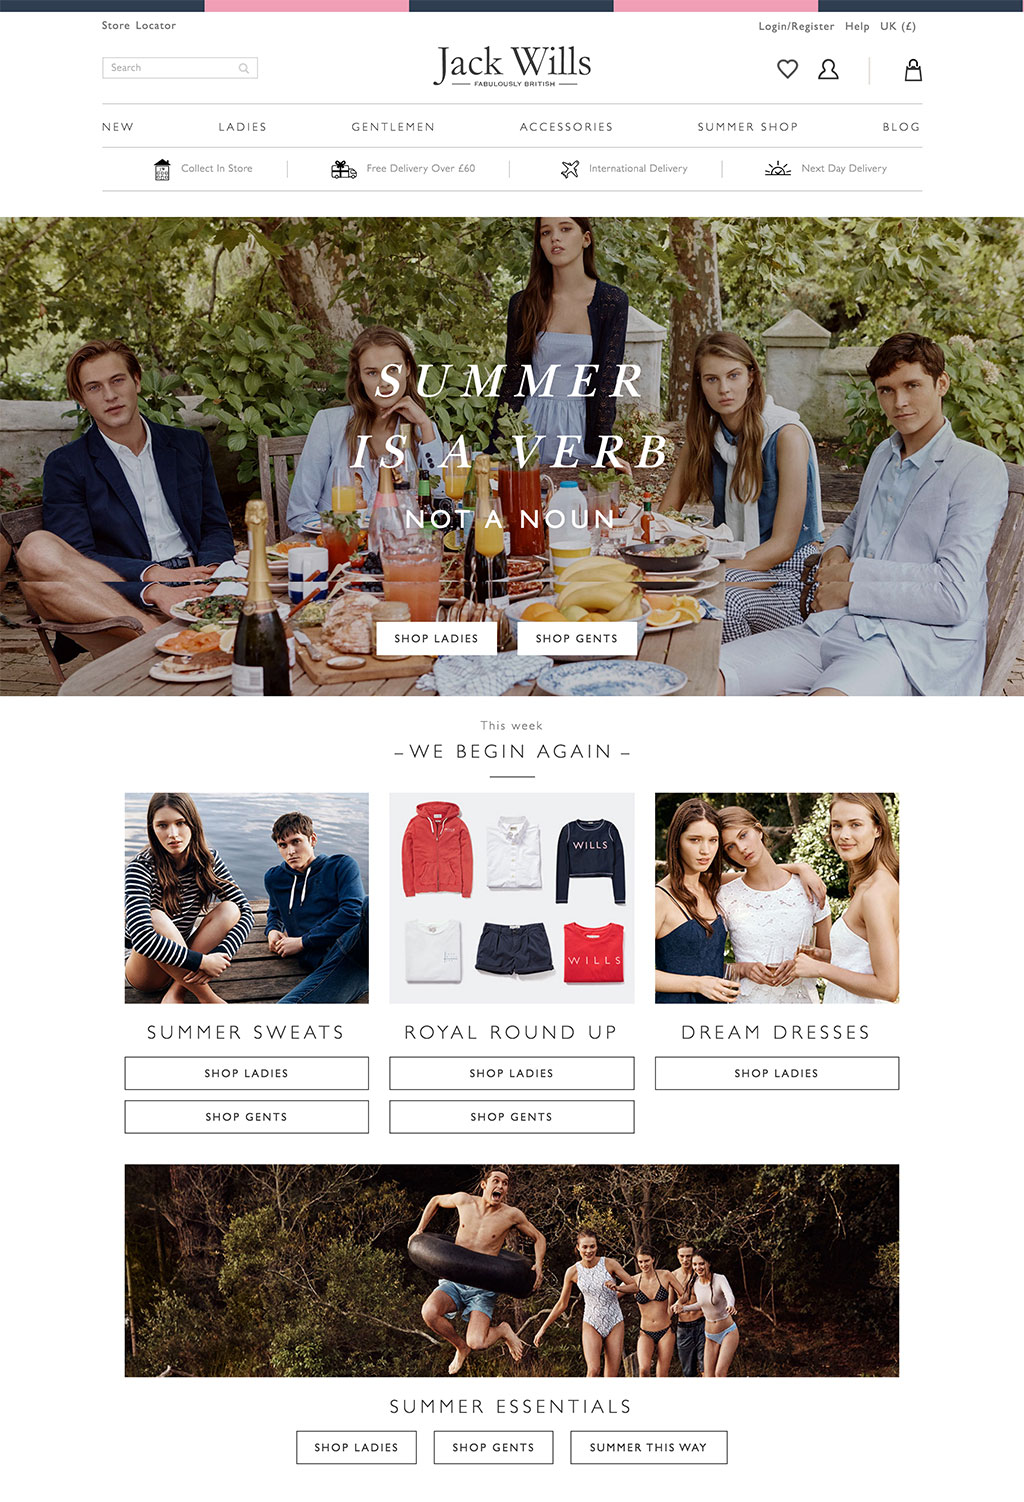 Store Locator
Login/Register Help UK (£)
Search
Jack Wills
FABULOUSLY BRITISH
NEW LADIES GENTLEMEN ACCESSORIES SUMMER SHOP BLOG
Collect In Store Free Delivery Over £60 International Delivery Next Day Delivery
SUMMER
IS A VERB
NOT A NOUN
SHOP LADIES SHOP GENTS
This week
– WE BEGIN AGAIN –
WILLS
WILLS
WILLS
SUMMER SWEATS
SHOP LADIES
SHOP GENTS
ROYAL ROUND UP
SHOP LADIES
SHOP GENTS
DREAM DRESSES
SHOP LADIES
SUMMER ESSENTIALS
SHOP LADIES SHOP GENTS SUMMER THIS WAY